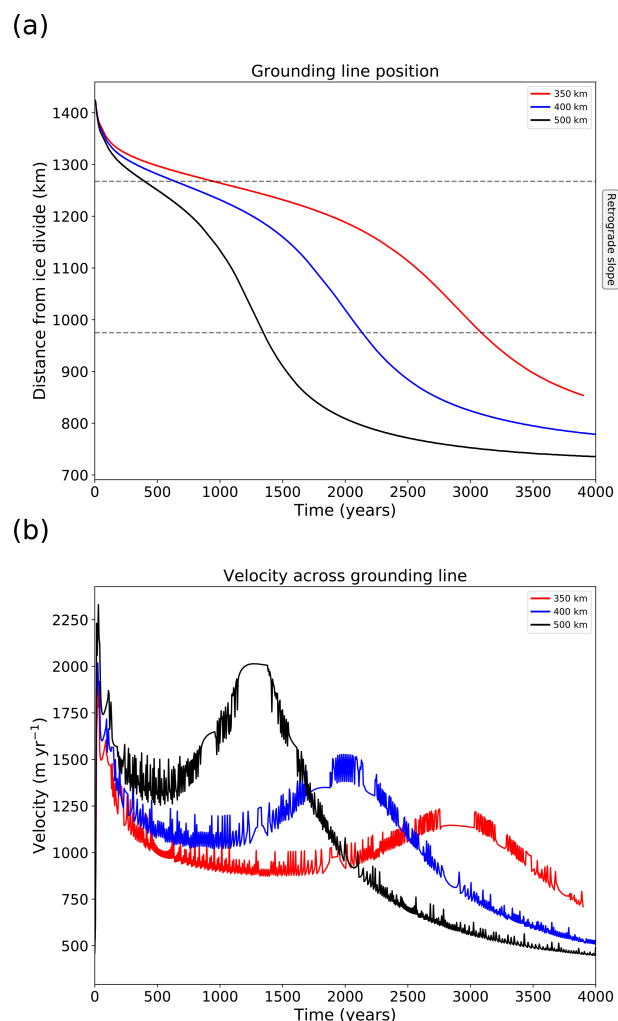 (a)
Grounding line position
350 km
400 km
500 km
1400
1300
1200
1100
1000
900
800
700
Distance from ice divide (km)
Retrograde slope
0
500
1000
1500
2000
2500
3000
3500
4000
Time (years)
(b)
Velocity across grounding line
350 km
400 km
500 km
2250
2000
1750
1500
1250
1000
750
500
Velocity (m yr⁻¹)
0
500
1000
1500
2000
2500
3000
3500
4000
Time (years)